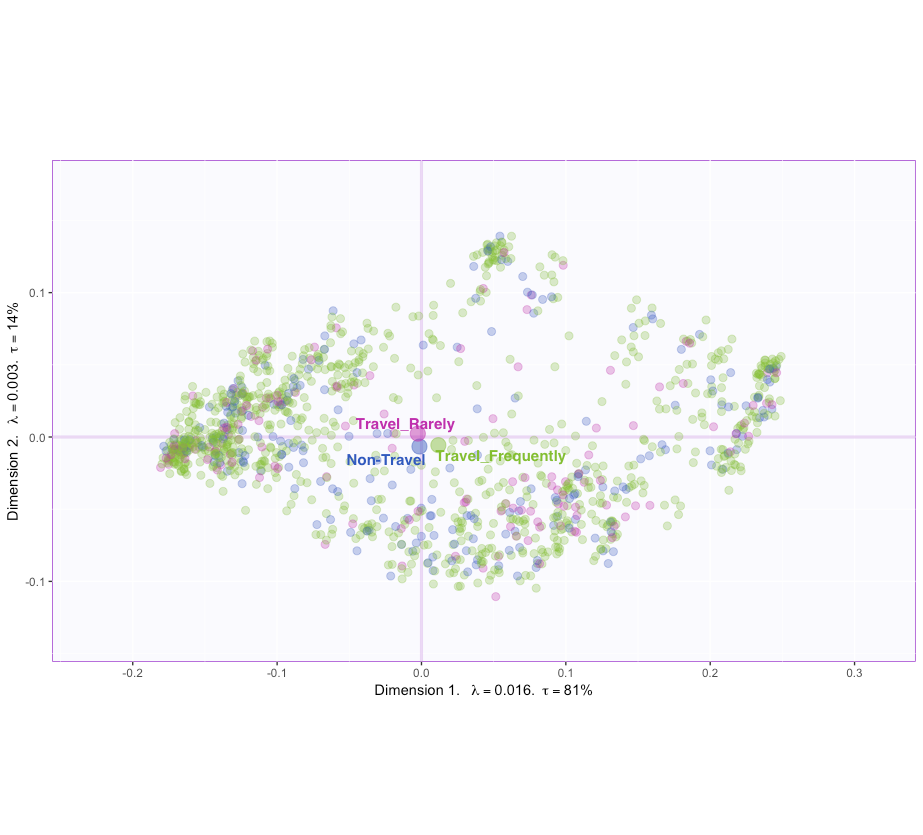 0.1
Travel_Rarely
0.0
Non-Travel
Travel_Frequently
-0.1
-0.2
-0.1
0.0
0.1
0.2
0.3
Dimension 1. λ = 0.016. τ = 81%
Dimension 2. λ = 0.003. τ = 14%